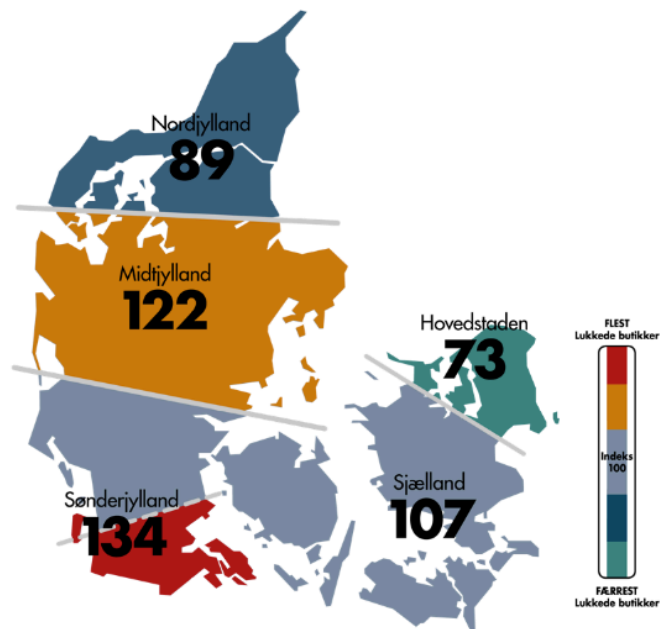 Nordjylland
89
Midtjylland
122
Hovedstaden
73
Sønderjylland
134
Sjælland
107
FLEST
Lukkede butikker
Indeks
100
FÆRREST
Lukkede butikker